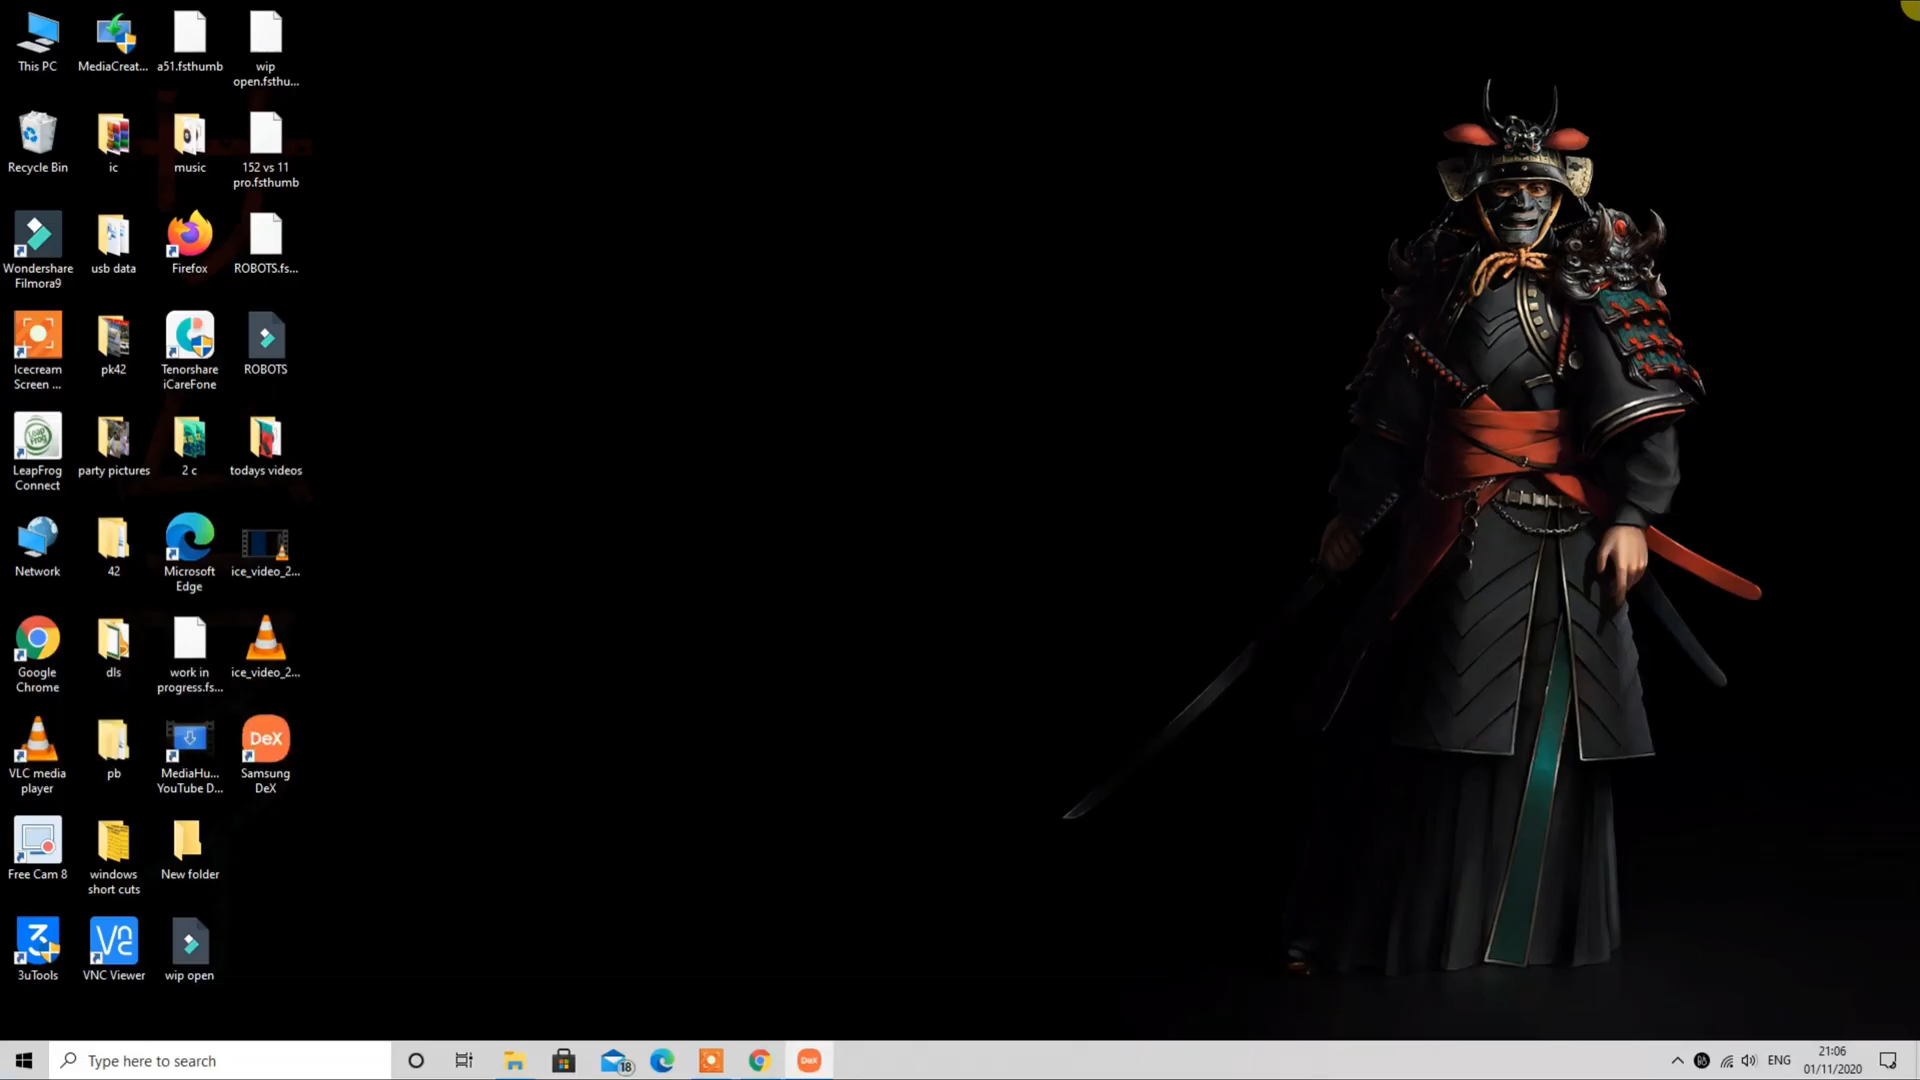 This PC
MediaCreat...
a51.fsthumb
wip
open.fsthu...
Recycle Bin
ic
music
152 vs 11
pro.fsthumb
Wondershare
Filmora9
usb data
Firefox
ROBOTS.fs...
Icecream
Screen ...
pk42
Tenorshare
iCareFone
ROBOTS
Leap
Frog
LeapFrog
Connect
party pictures
2 c
todays videos
Network
42
Microsoft
Edge
ice_video_2...
Google
Chrome
dls
work in
progress.fs...
ice_video_2...
VLC media
player
pb
MediaHu...
YouTube D...
DeX
Samsung
DeX
Free Cam 8
windows
short cuts
New folder
3uTools
VNC Viewer
wip open
Type here to search
18
DeX
ENG
21:06
01/11/2020